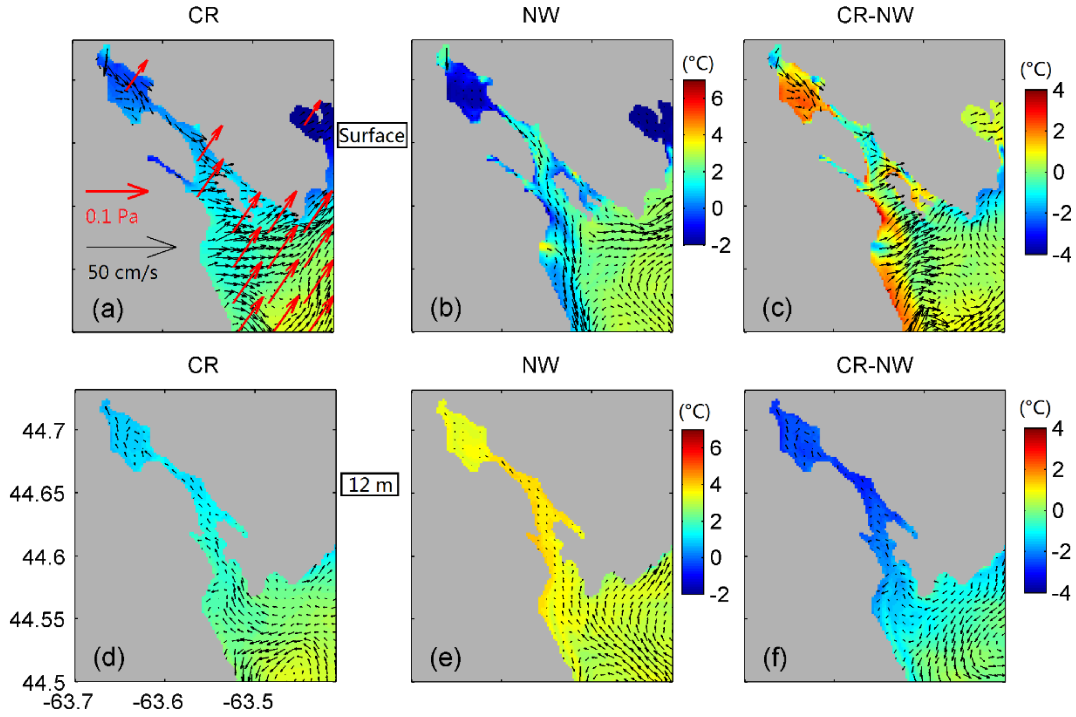 CR
NW
CR-NW
(°C)
6
4
2
0
-2
(°C)
4
2
0
-2
-4
Surface
0.1 Pa
50 cm/s
(a)
(b)
(c)
CR
NW
CR-NW
(°C)
6
4
2
0
-2
(°C)
4
2
0
-2
-4
12 m
44.7
44.65
44.6
44.55
44.5
(d)
(e)
(f)
-63.7
-63.6
-63.5